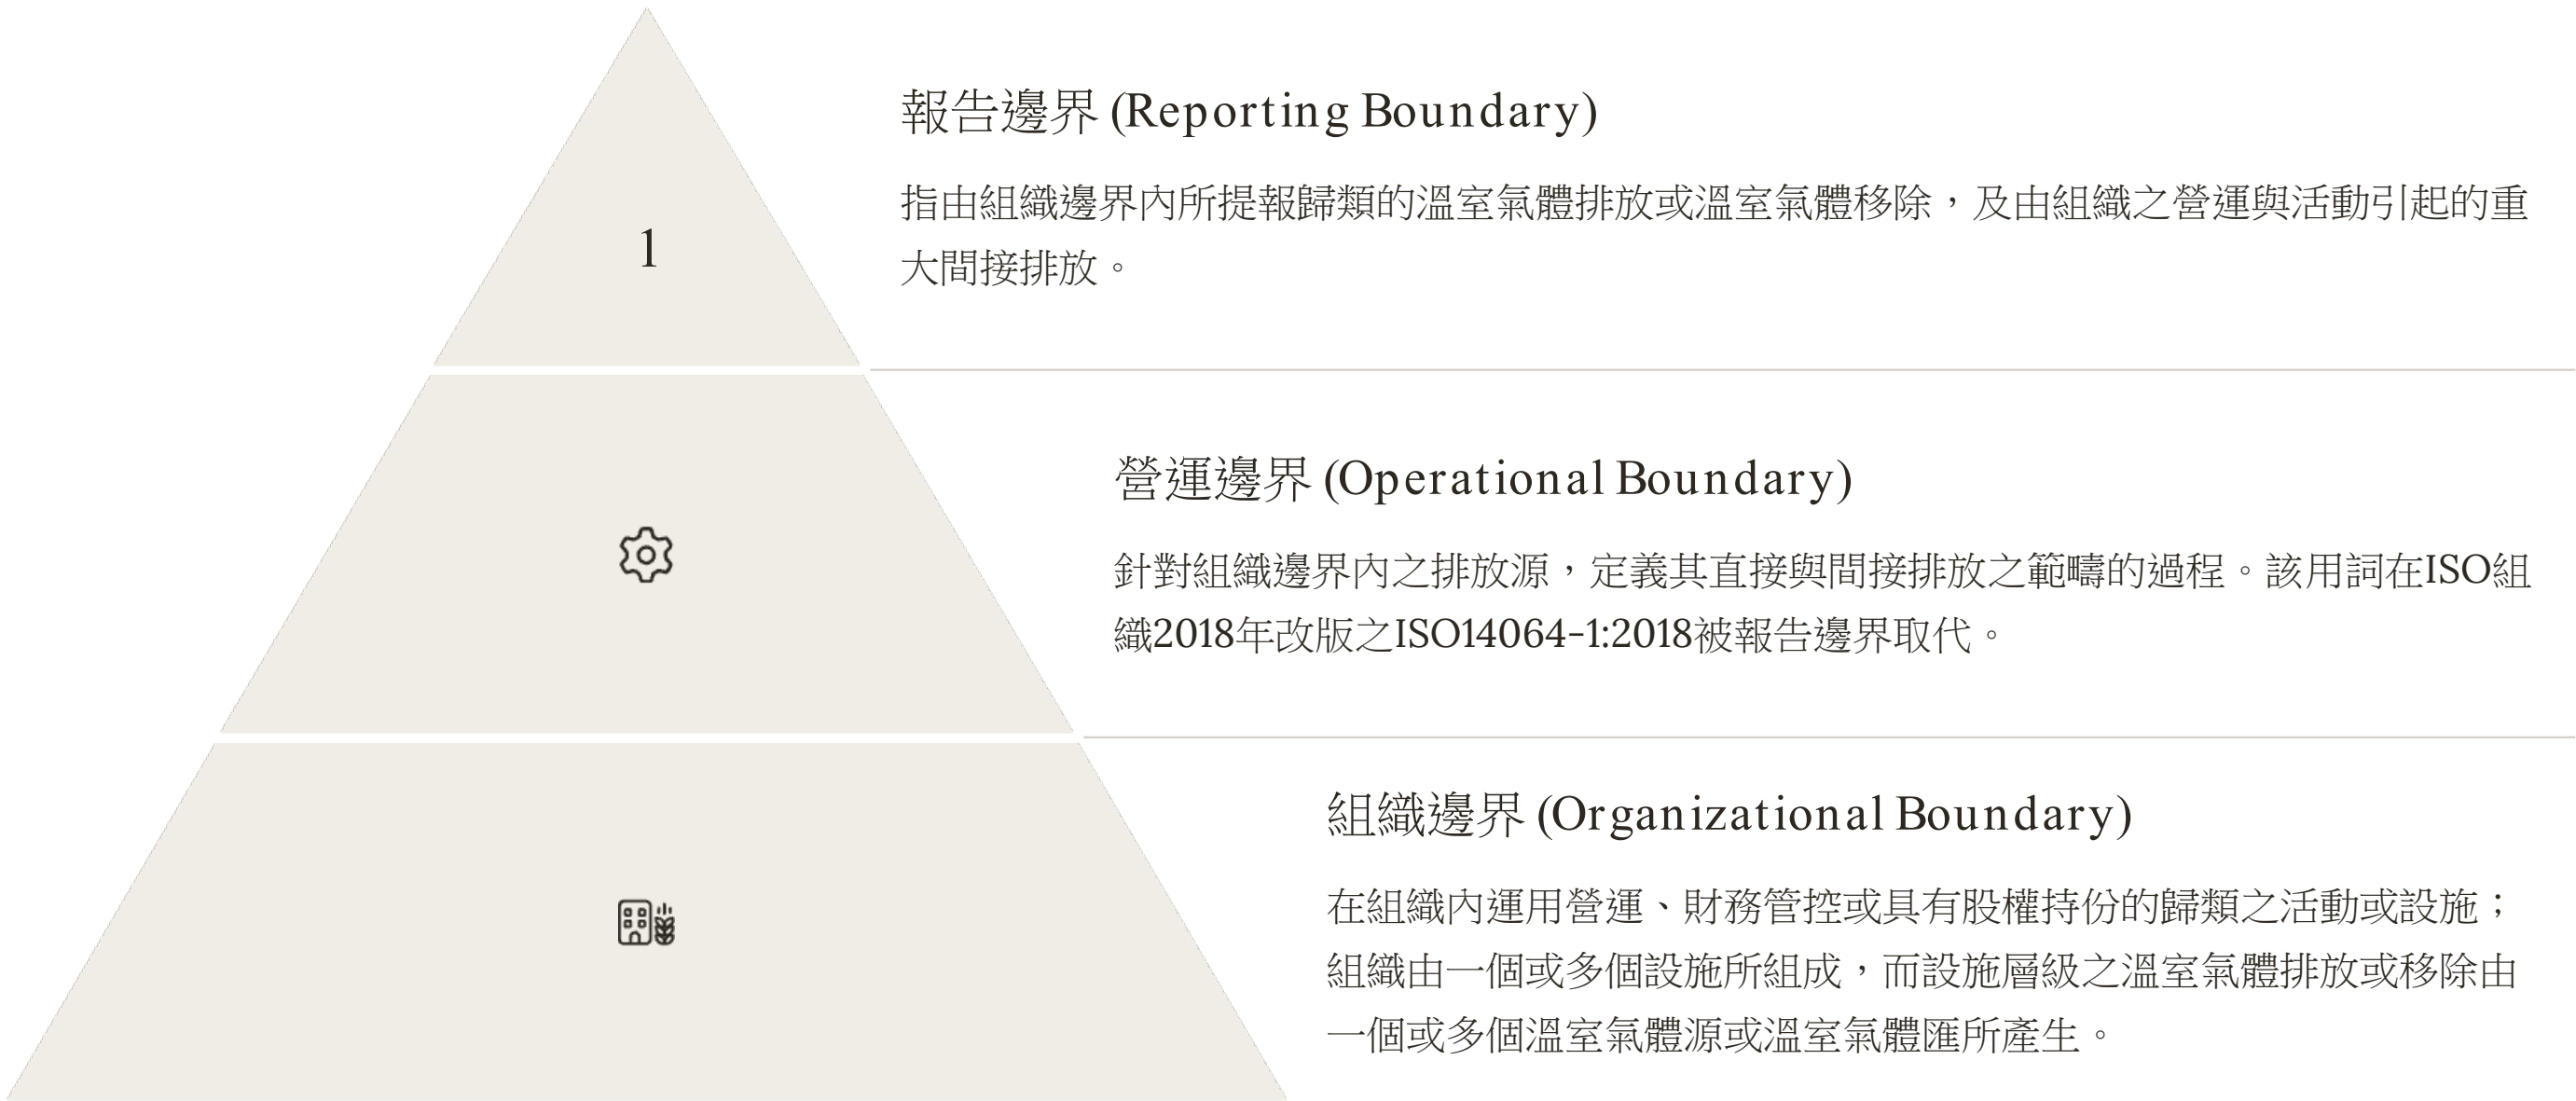 報告邊界 (Reporting Boundary)
指由組織邊界內所提報歸類的溫室氣體排放或溫室氣體移除，及由組織之營運與活動引起的重
大間接排放。
1
營運邊界 (Operational Boundary)
針對組織邊界內之排放源，定義其直接與間接排放之範疇的過程。該用詞在ISO組
織2018年改版之ISO14064-1:2018被報告邊界取代。
組織邊界 (Organizational Boundary)
在組織內運用營運、財務管控或具有股權持份的歸類之活動或設施；
組織由一個或多個設施所組成，而設施層級之溫室氣體排放或移除由
一個或多個溫室氣體源或溫室氣體匯所產生。